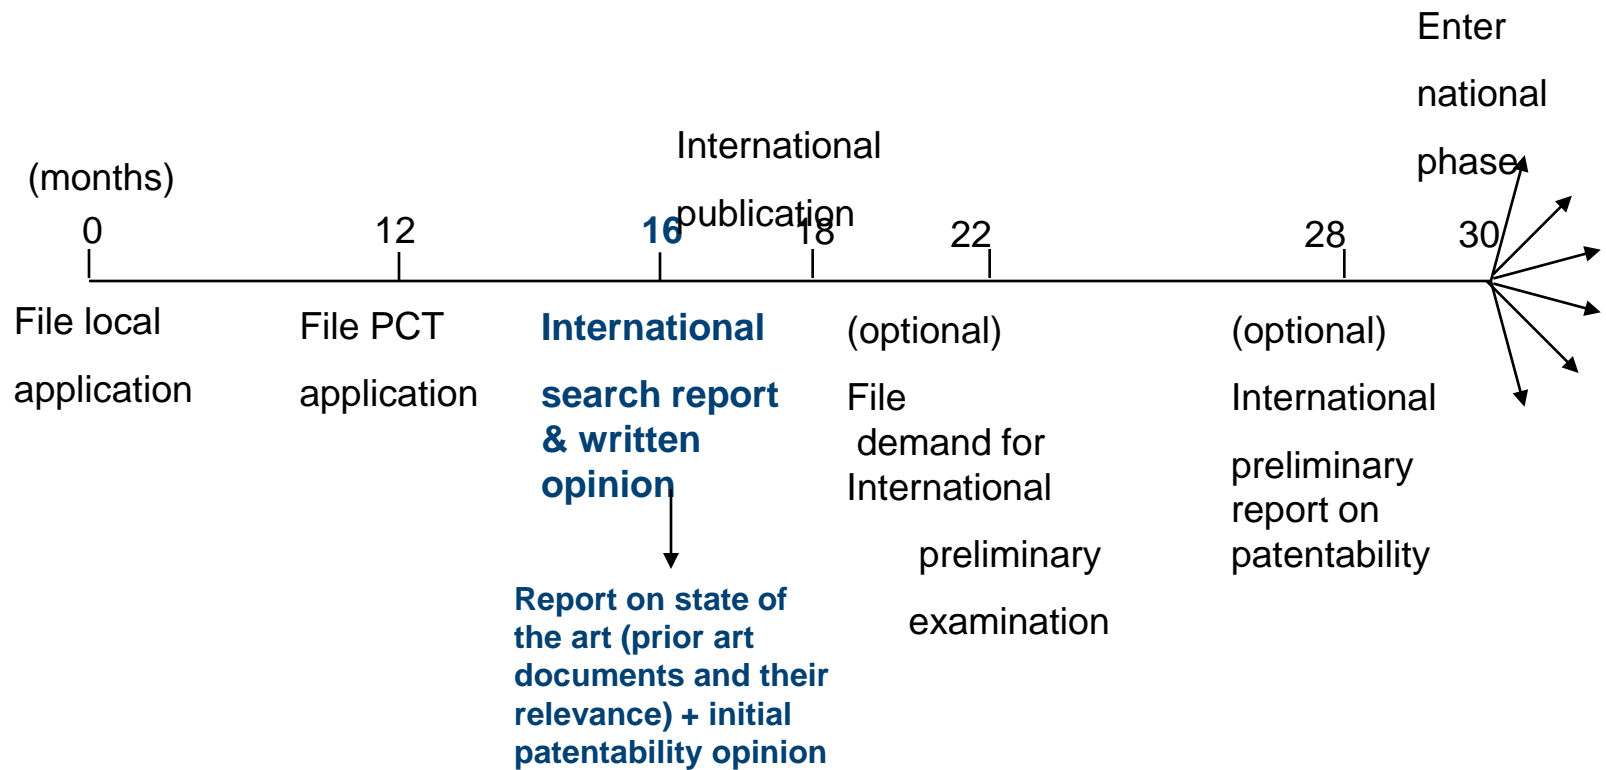 Enter
national
phase
International
publication
(months)
0
12
16
18
22
28
30
File local
application
File PCT
application
International
search report
& written
opinion
(optional)
File
demand for
International
preliminary
examination
(optional)
International
preliminary
report on
patentability
Report on state of
the art (prior art
documents and their
relevance) + initial
patentability opinion